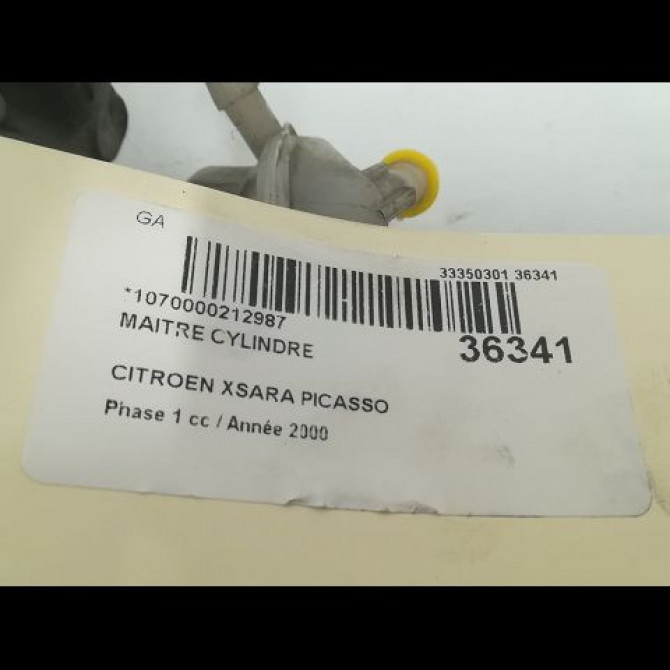 GA
33350301 36341
*1070000212987
MAITRE CYLINDRE
36341
CITROEN XSARA PICASSO
Phase 1 cc / Année 2000